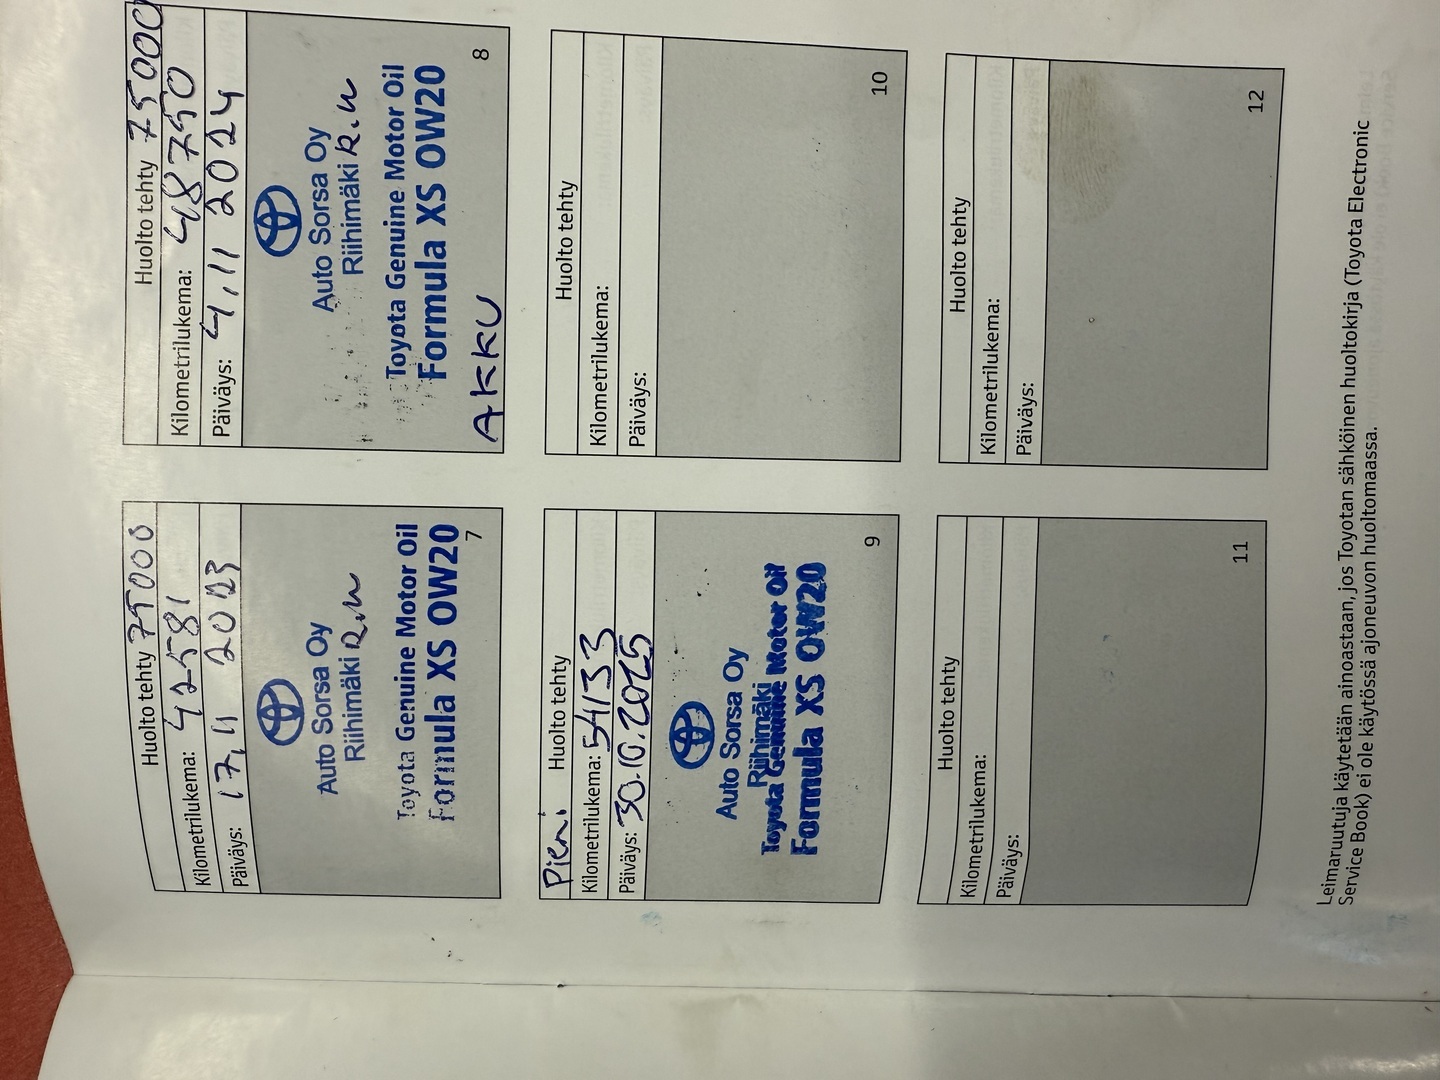 Huolto tehty 75000
Kilometrilukema: 42581
Päiväys: 17.11 2023
Auto Sorsa Oy
Riihimäki R.u
Toyota Genuine Motor Oil
Formula XS OW20
7
Huolto tehty 75000
Kilometrilukema: 48750
Päiväys: 4.11 2024
Auto Sorsa Oy
Riihimäki R.u
Toyota Genuine Motor Oil
Formula XS OW20
AKKU
8
Pieni Huolto tehty
Kilometrilukema: 54133
Päiväys: 30.10.2025
Auto Sorsa Oy
Riihimäki
Toyota Genuine Motor Oil
Formula XS OW20
9
Huolto tehty
Kilometrilukema:
Päiväys:
10
Huolto tehty
Kilometrilukema:
Päiväys:
11
Huolto tehty
Kilometrilukema:
Päiväys:
12
Leimaruutuja käytetään ainoastaan, jos Toyotan sähköinen huoltokirja (Toyota Electronic
Service Book) ei ole käytössä ajoneuvon huoltomaassa.